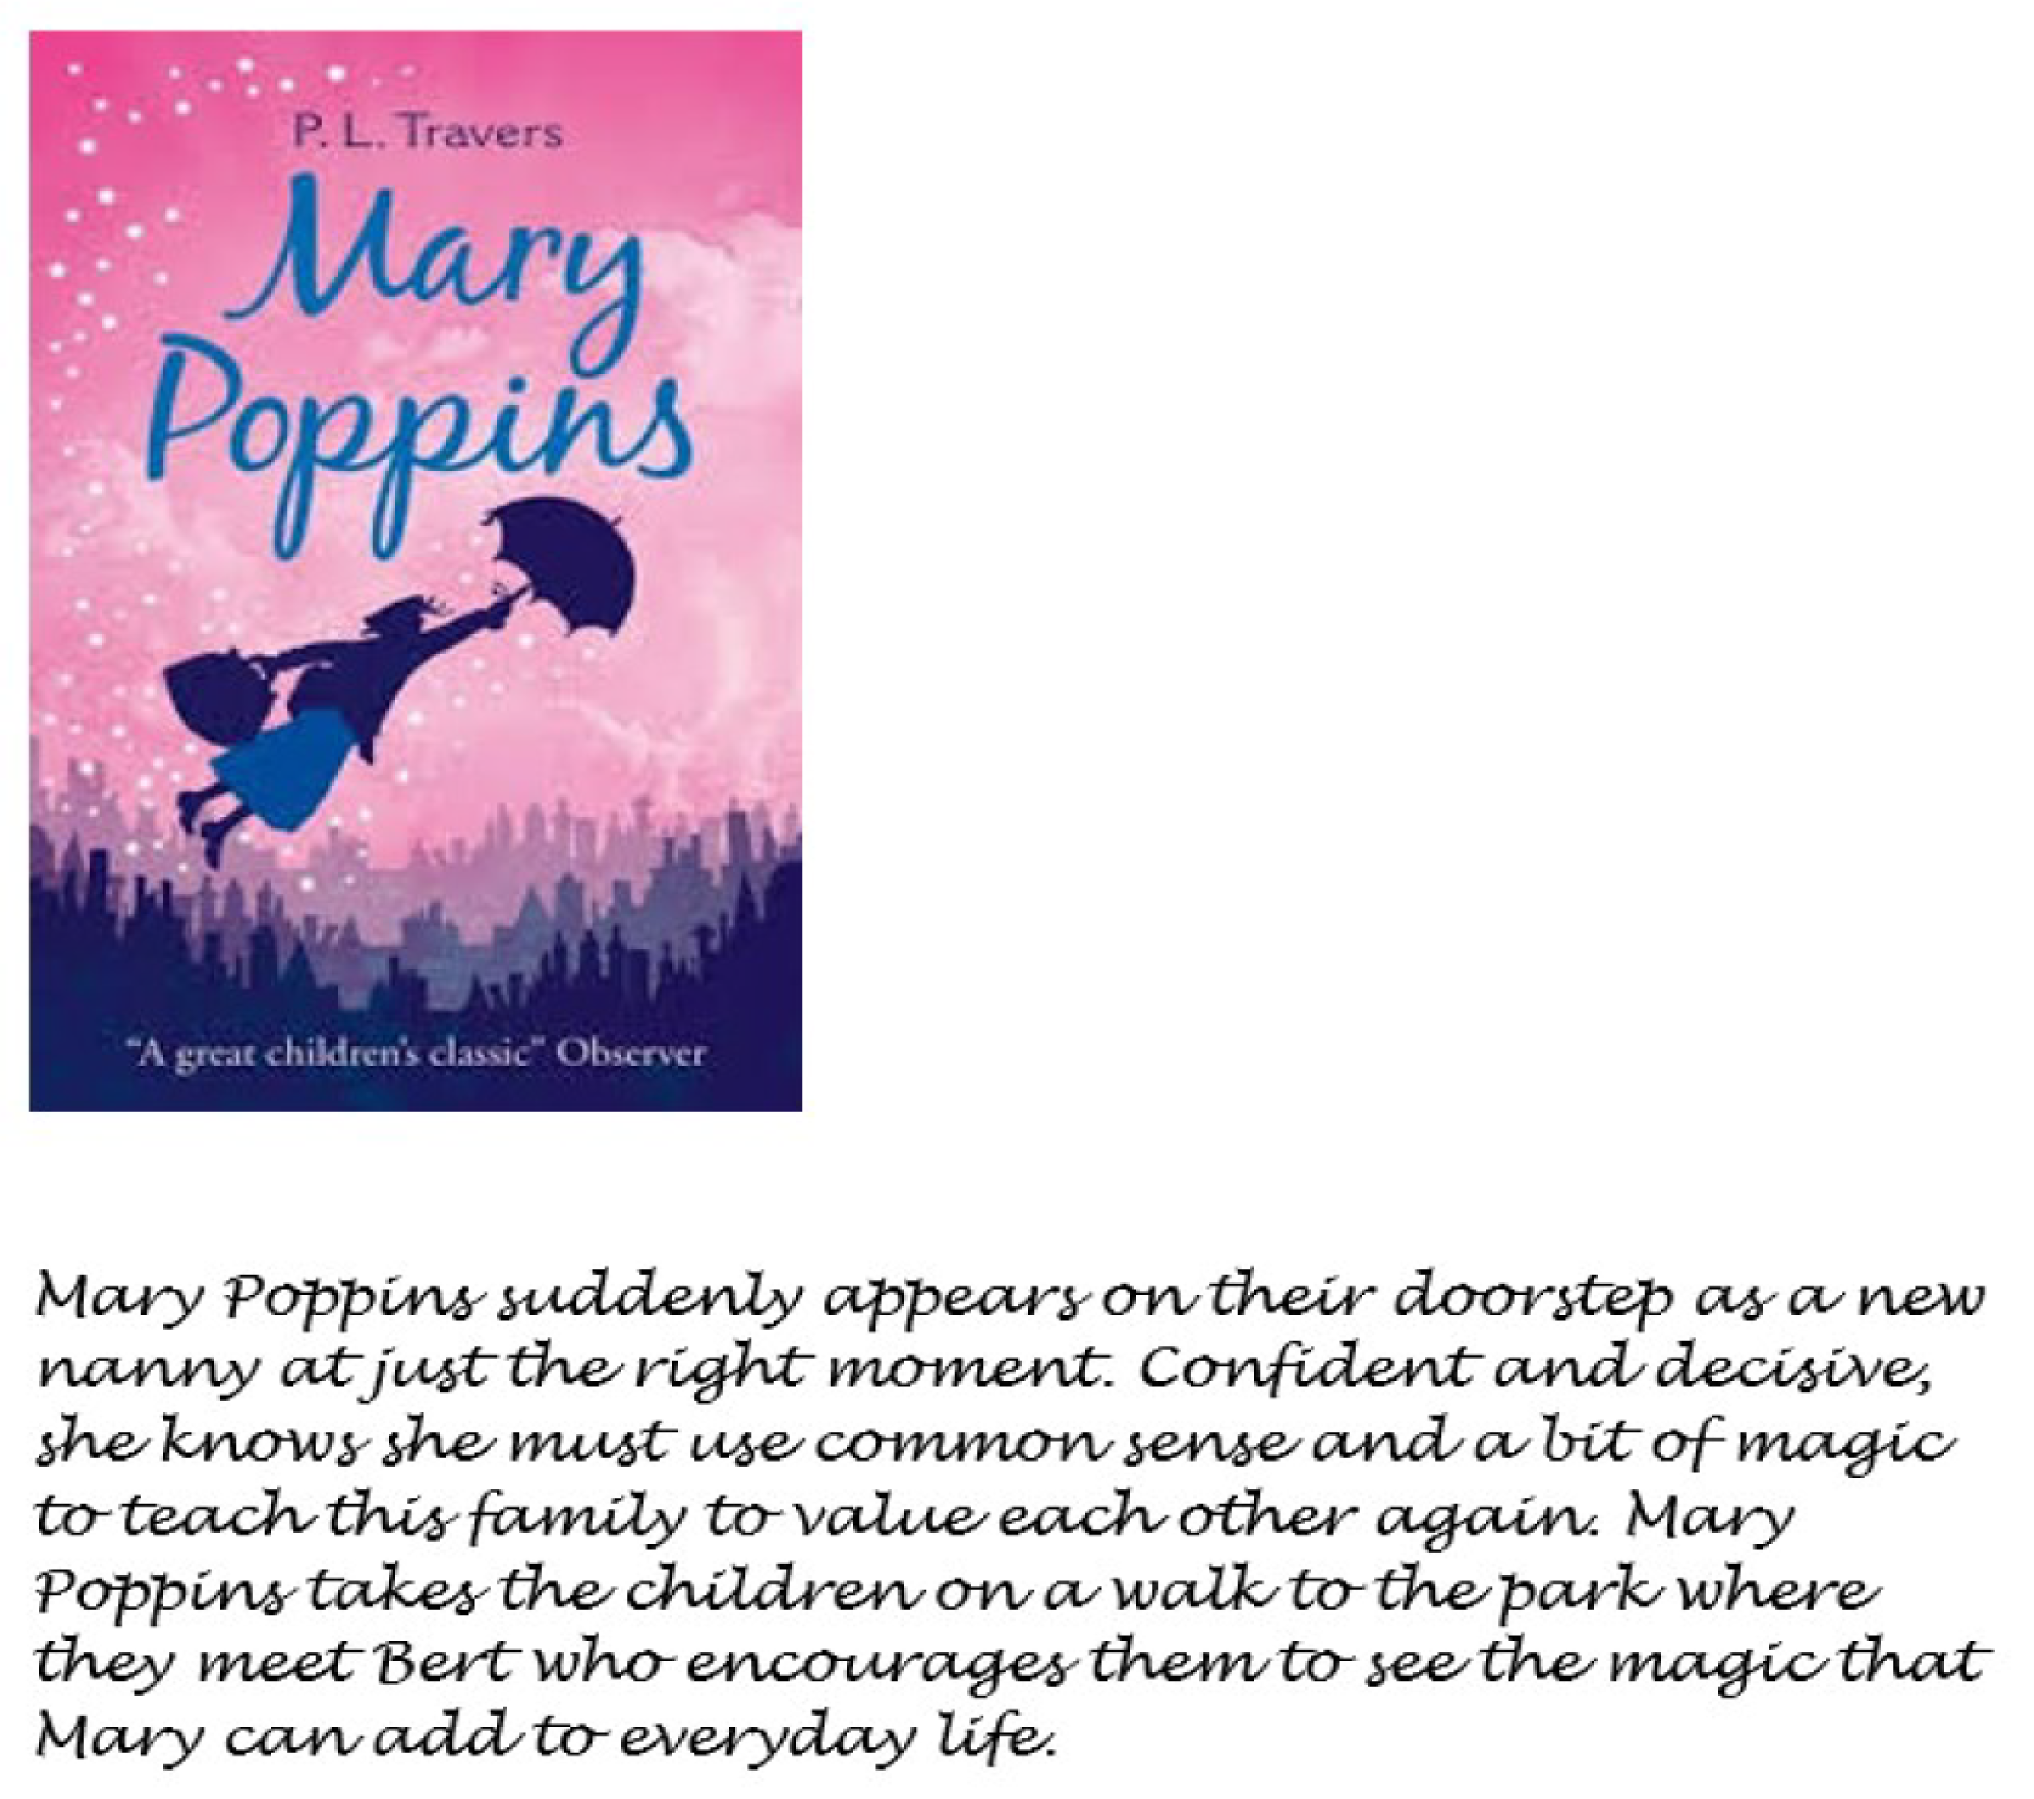 P. L. Travers
Mary
Poppins
"A great children's classic" Observer
Mary Poppins suddenly appears on their doorstep as a new
nanny at just the right moment. Confident and decisive,
she knows she must use common sense and a bit of magic
to teach this family to value each other again. Mary
Poppins takes the children on a walk to the park where
they meet Bert who encourages them to see the magic that
Mary can add to everyday life.